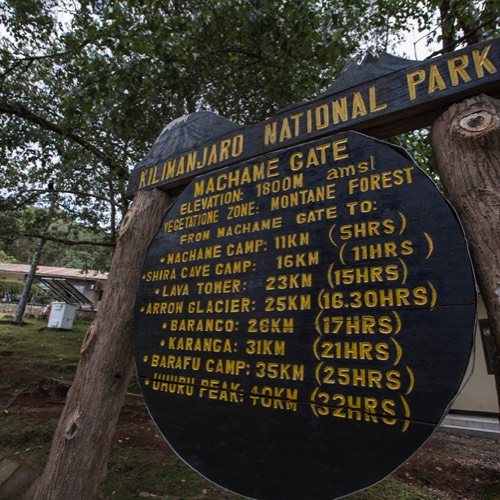 KILIMANJARO NATIONAL PARK
MACHAME GATE
ELEVATION: 1800M amsl
VEGETATIONE ZONE: MONTANE FOREST
FROM MACHAME GATE TO:
• MACHAME CAMP: 11KM (5HRS)
• SHIRA CAVE CAMP: 16KM (11HRS)
• LAVA TOWER: 23KM (15HRS)
• ARROW GLACIER: 25KM (16.30HRS)
• BARANCO: 26KM (17HRS)
• KARANGA: 31KM (21HRS)
• BARAFU CAMP: 35KM (25HRS)
• UHURU PEAK: 40KM (32HRS)